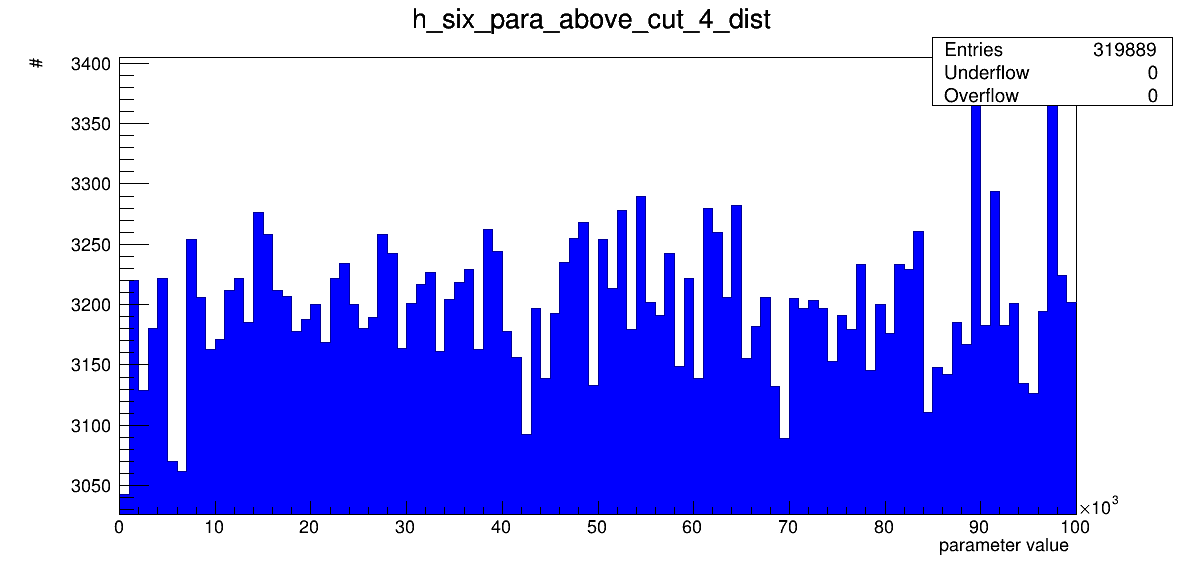 h_six_para_above_cut_4_dist
Entries 319889
Underflow 0
Overflow 0
#
3400
3350
3300
3250
3200
3150
3100
3050
0 10 20 30 40 50 60 70 80 90 100
×10³
parameter value